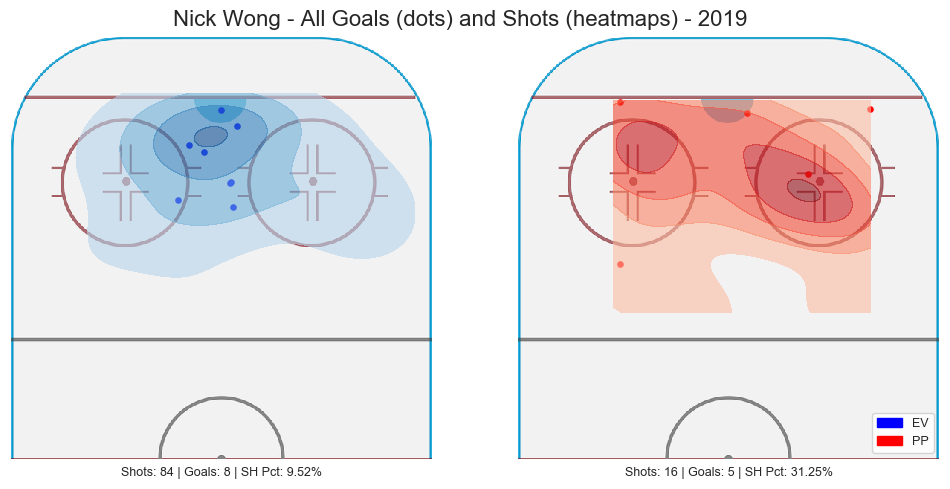 Nick Wong - All Goals (dots) and Shots (heatmaps) - 2019
EV
PP
Shots: 84 | Goals: 8 | SH Pct: 9.52%
Shots: 16 | Goals: 5 | SH Pct: 31.25%